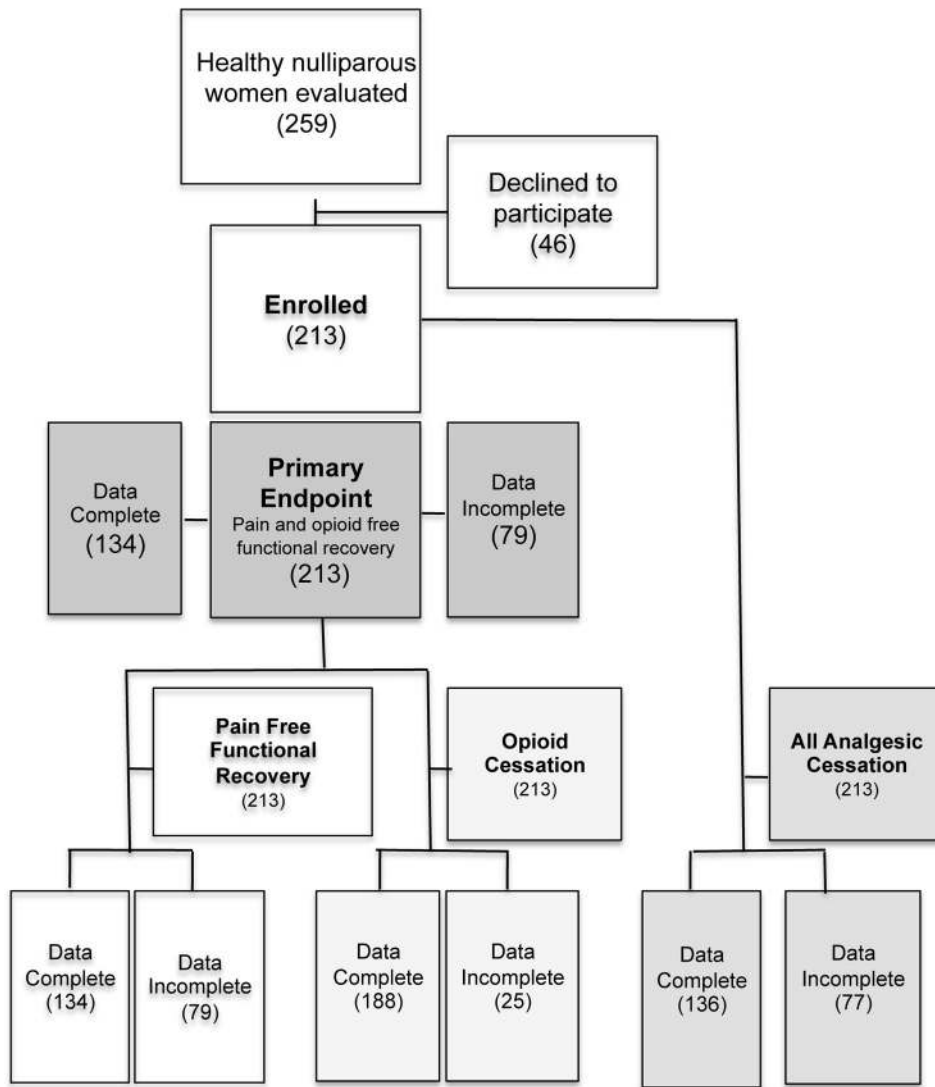 Healthy nulliparous
women evaluated
(259)
Declined to
participate
(46)
Enrolled
(213)
Data
Complete
(134)
Primary
Endpoint
Pain and opioid free
functional recovery
(213)
Data
Incomplete
(79)
Pain Free
Functional
Recovery
(213)
Opioid
Cessation
(213)
All Analgesic
Cessation
(213)
Data
Complete
(134)
Data
Incomplete
(79)
Data
Complete
(188)
Data
Incomplete
(25)
Data
Complete
(136)
Data
Incomplete
(77)